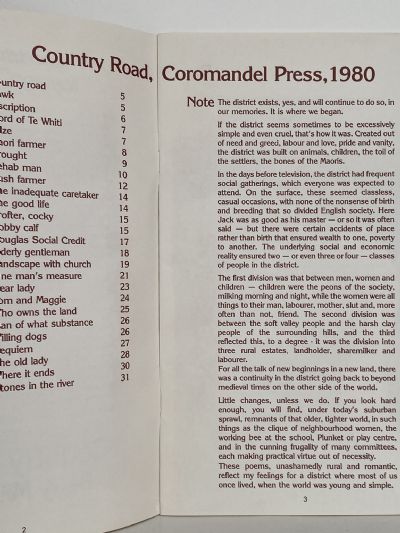 Country Road, Coromandel Press, 1980
untry road 5
awk 5
scription 6
ord of Te Whiti 7
ize 7
aori farmer 8
rought 9
ehab man 10
ush farmer 12
he inadequate caretaker 14
he good life 14
rofter, cocky 15
obby calf 15
ouglas Social Credit 17
derly gentleman 18
andscape with church 19
ne man's measure 21
ear lady 23
om and Maggie 24
ho owns the land 25
an of what substance 26
illing dogs 26
equiem 27
he old lady 28
here it ends 30
tones in the river 31
2
Note The district exists, yes, and will continue to do so, in
our memories. It is where we began.
If the district seems sometimes to be excessively
simple and even cruel, that's how it was. Created out
of need and greed, labour and love, pride and vanity,
the district was built on animals, children, the toil of
the settlers, the bones of the Maoris.
In the days before television, the district had frequent
social gatherings, which everyone was expected to
attend. On the surface, these seemed classless,
casual occasions, with none of the nonsense of birth
and breeding that so divided English society. Here
Jack was as good as his master — or so it was often
said — but there were certain accidents of place
rather than birth that ensured wealth to one, poverty
to another. The underlying social and economic
reality ensured two — or even three or four — classes
of people in the district.
The first division was that between men, women and
children — children were the peons of the society,
milking morning and night, while the women were all
things to their man, labourer, mother, slut and, more
often than not, friend. The second division was
between the soft valley people and the harsh clay
people of the surrounding hills, and the third
reflected this, to a degree - it was the division into
three rural estates, landholder, sharemilker and
labourer.
For all the talk of new beginnings in a new land, there
was a continuity in the district going back to beyond
medieval times on the other side of the world.
Little changes, unless we do. If you look hard
enough, you will find, under today's suburban
sprawl, remnants of that older, tighter world, in such
things as the clique of neighbourhood women, the
working bee at the school, Plunket or play centre,
and in the cunning frugality of many committees,
each making practical virtue out of necessity.
These poems, unashamedly rural and romantic,
reflect my feelings for a district where most of us
once lived, when the world was young and simple.
3